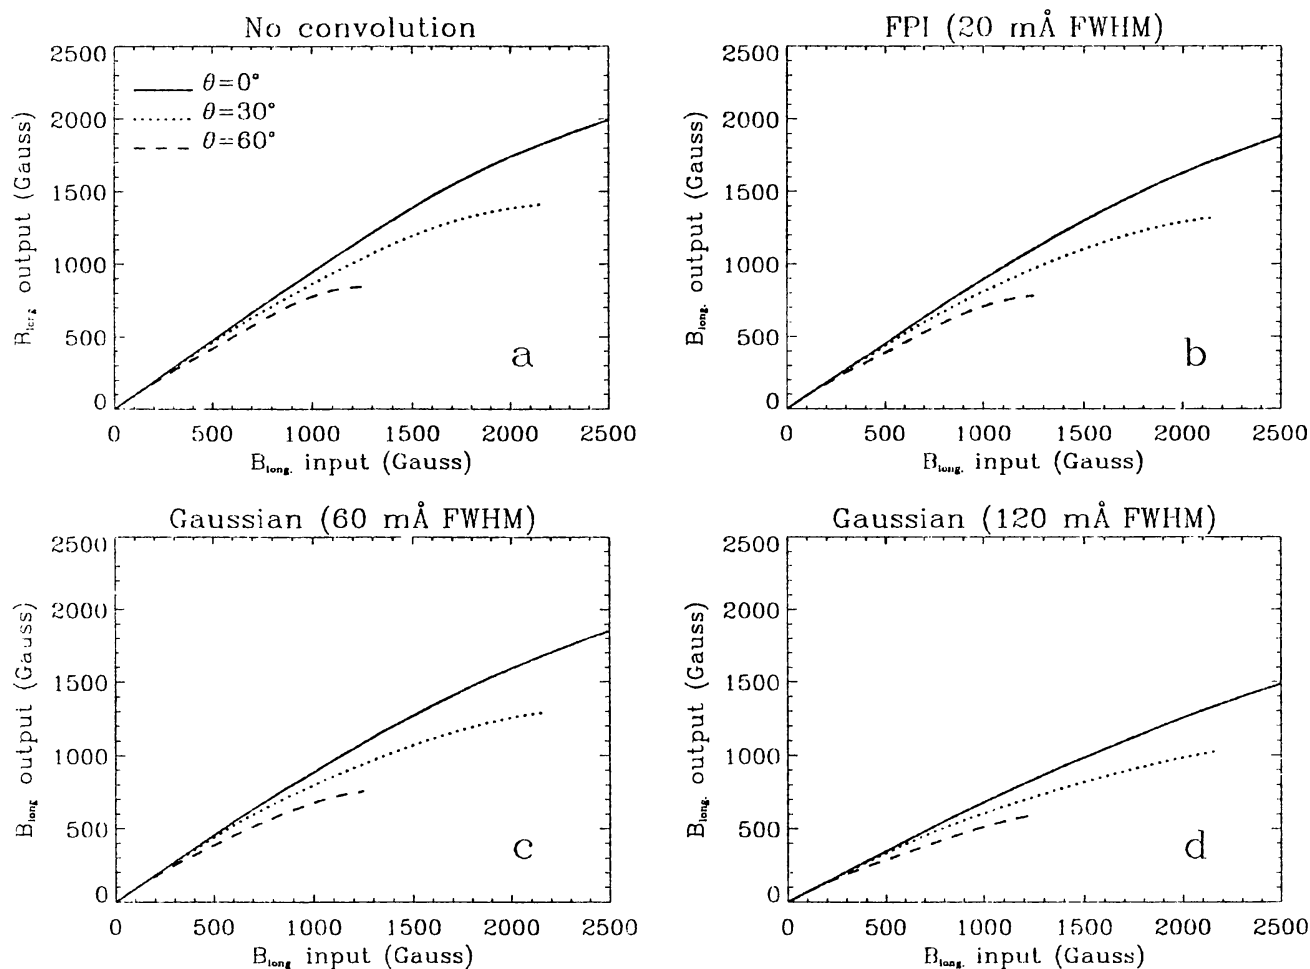 No convolution
2500
2000
1500
1000
500
0
B_long output (Gauss)
θ=0°
θ=30°
θ=60°
a
0 500 1000 1500 2000 2500
B_long. input (Gauss)
FPI (20 mÅ FWHM)
2500
2000
1500
1000
500
0
B_long. output (Gauss)
b
0 500 1000 1500 2000 2500
B_long. input (Gauss)
Gaussian (60 mÅ FWHM)
2500
2000
1500
1000
500
0
B_long output (Gauss)
c
0 500 1000 1500 2000 2500
B_long input (Gauss)
Gaussian (120 mÅ FWHM)
2500
2000
1500
1000
500
0
B_long. output (Gauss)
d
0 500 1000 1500 2000 2500
B_long. input (Gauss)